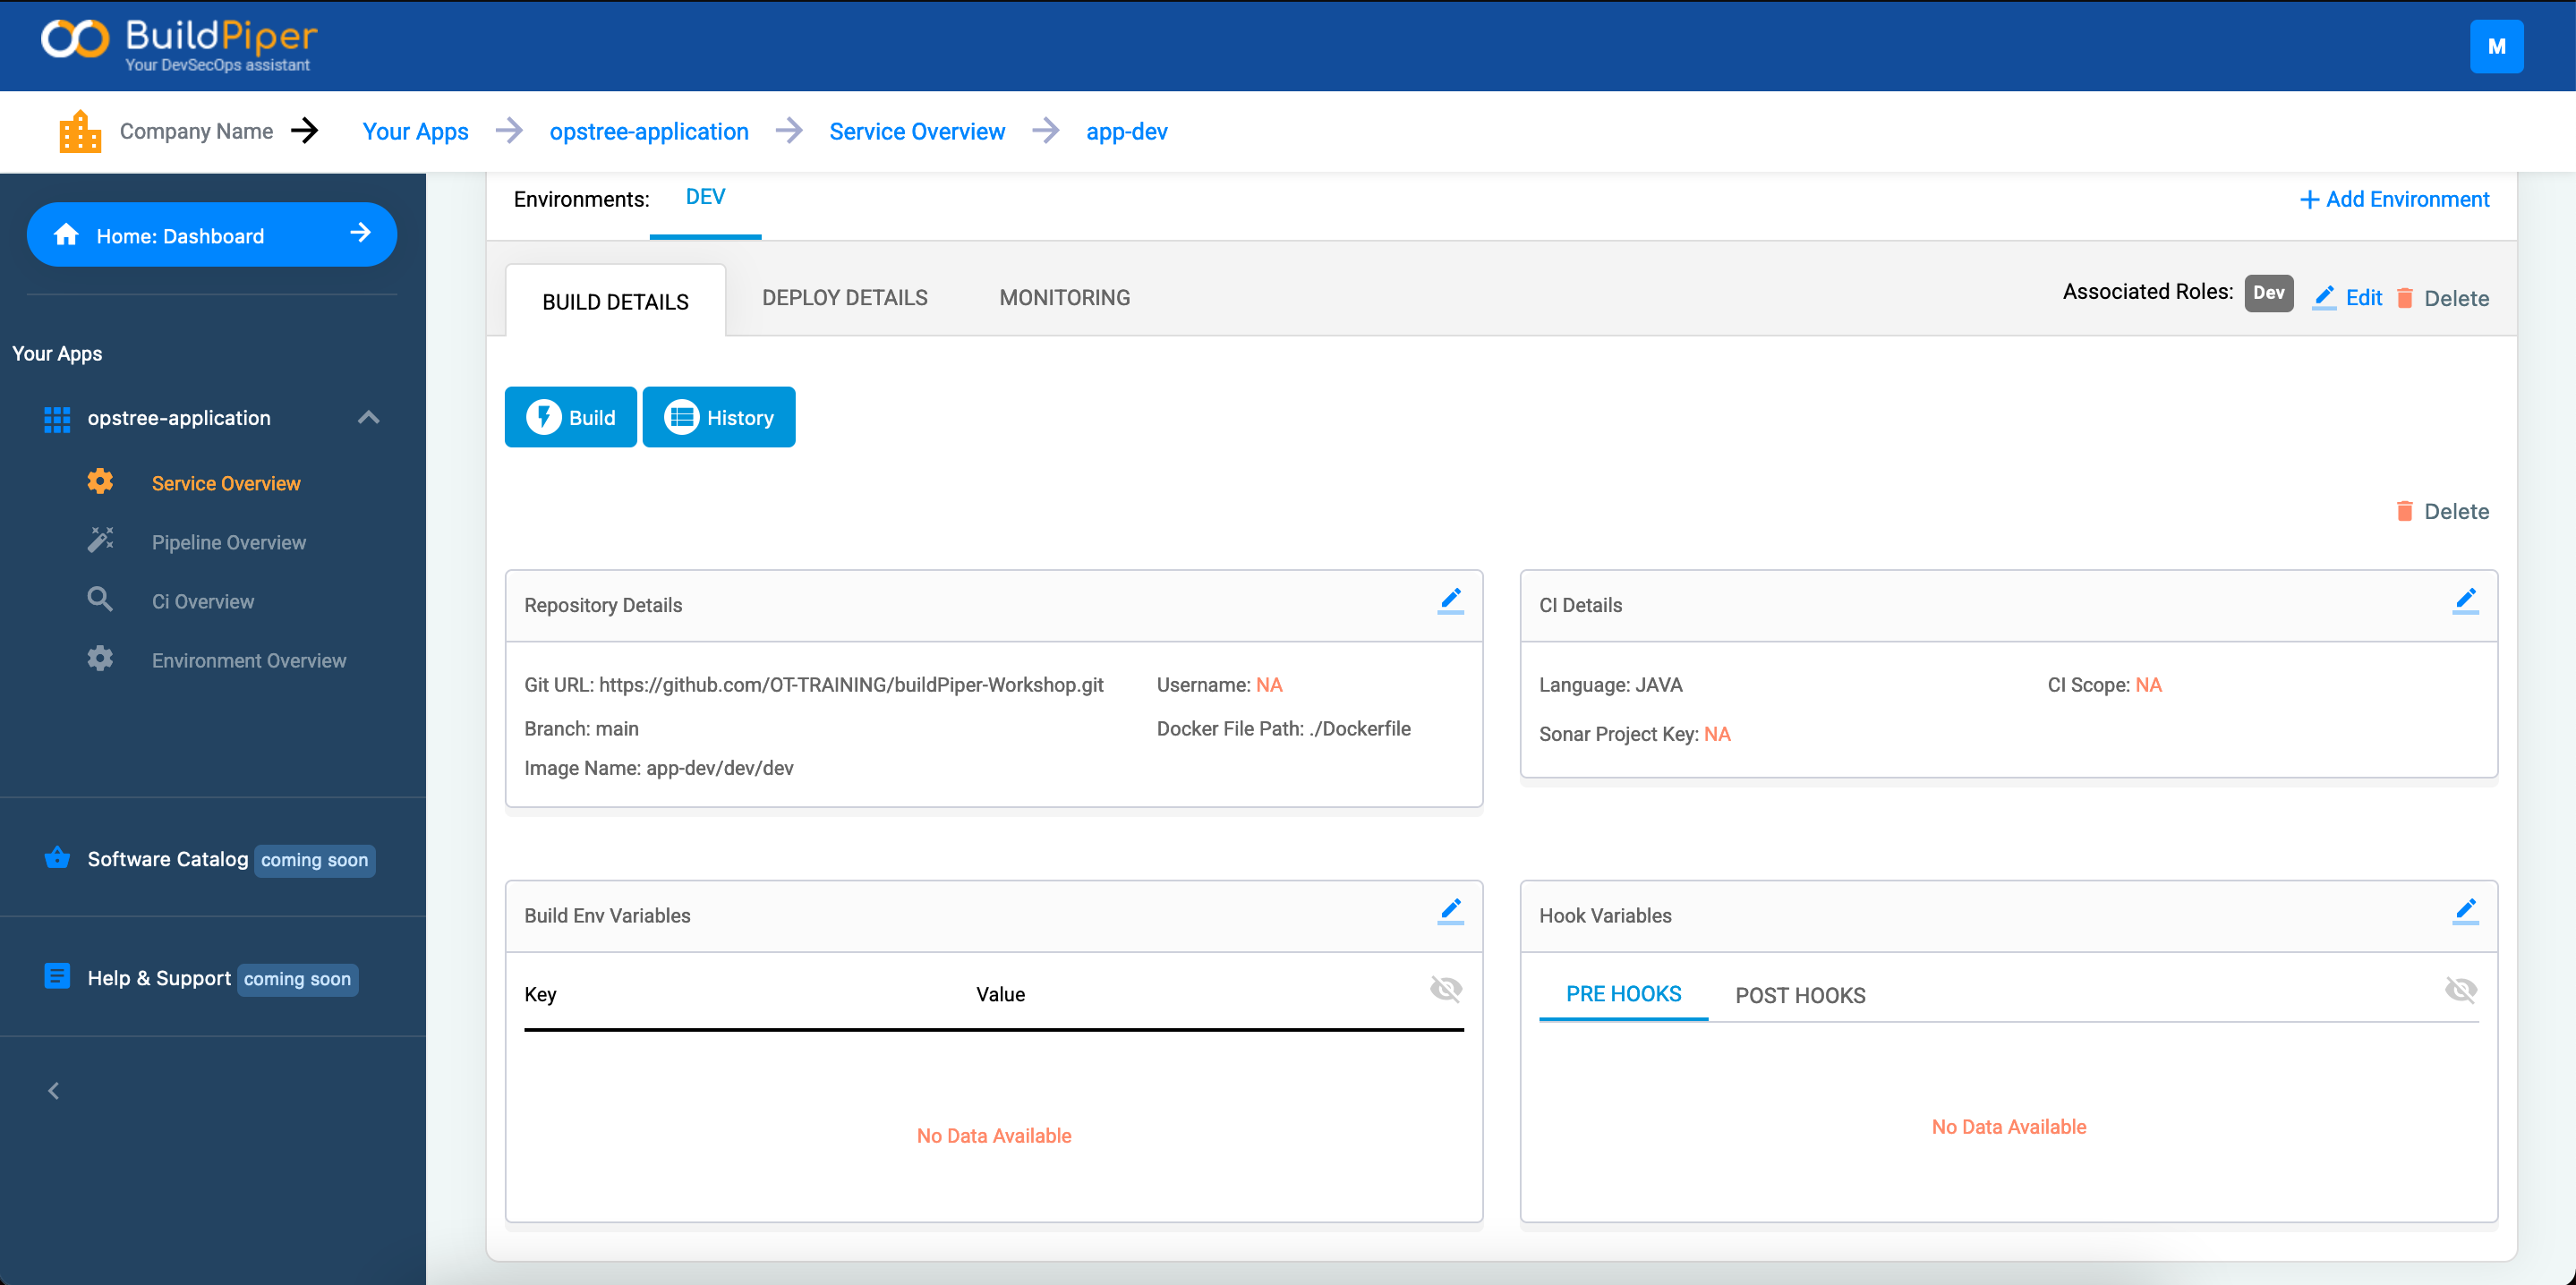 BuildPiper
Your DevSecOps assistant
M
Company Name
Your Apps
opstree-application
Service Overview
app-dev
Home: Dashboard
Your Apps
opstree-application
Service Overview
Pipeline Overview
Ci Overview
Environment Overview
Software Catalog coming soon
Help & Support coming soon
Environments: DEV
Add Environment
BUILD DETAILS
DEPLOY DETAILS
MONITORING
Associated Roles: Dev Edit Delete
Build
History
Delete
Repository Details
Git URL: https://github.com/OT-TRAINING/buildPiper-Workshop.git
Username: NA
Branch: main
Docker File Path: ./Dockerfile
Image Name: app-dev/dev/dev
CI Details
Language: JAVA
CI Scope: NA
Sonar Project Key: NA
Build Env Variables
Key
Value
No Data Available
Hook Variables
PRE HOOKS
POST HOOKS
No Data Available